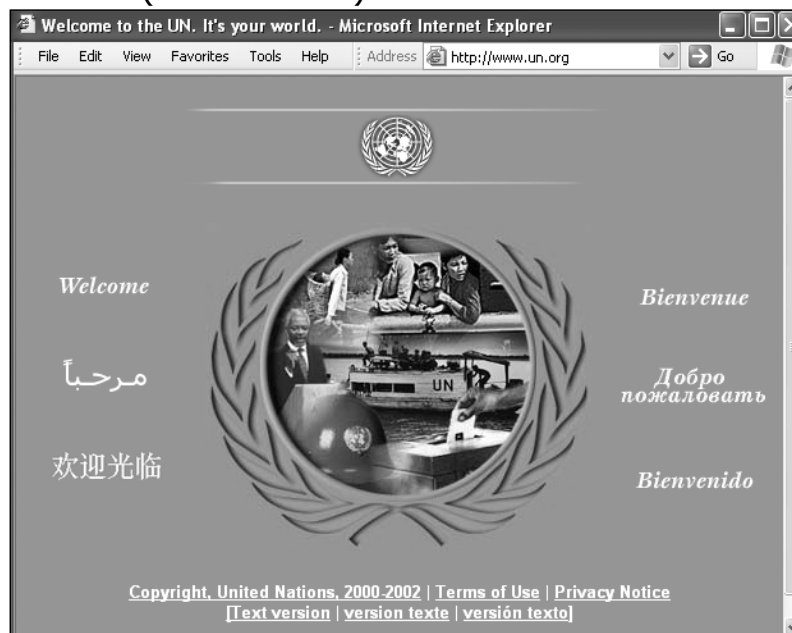 Welcome to the UN. It's your world. - Microsoft Internet Explorer
File Edit View Favorites Tools Help Address http://www.un.org Go
Welcome
Bienvenue
مرحباً
Добро
пожаловать
UN
欢迎光临
Bienvenido
Copyright, United Nations, 2000-2002 | Terms of Use | Privacy Notice
[Text version | version texte | versión texto]